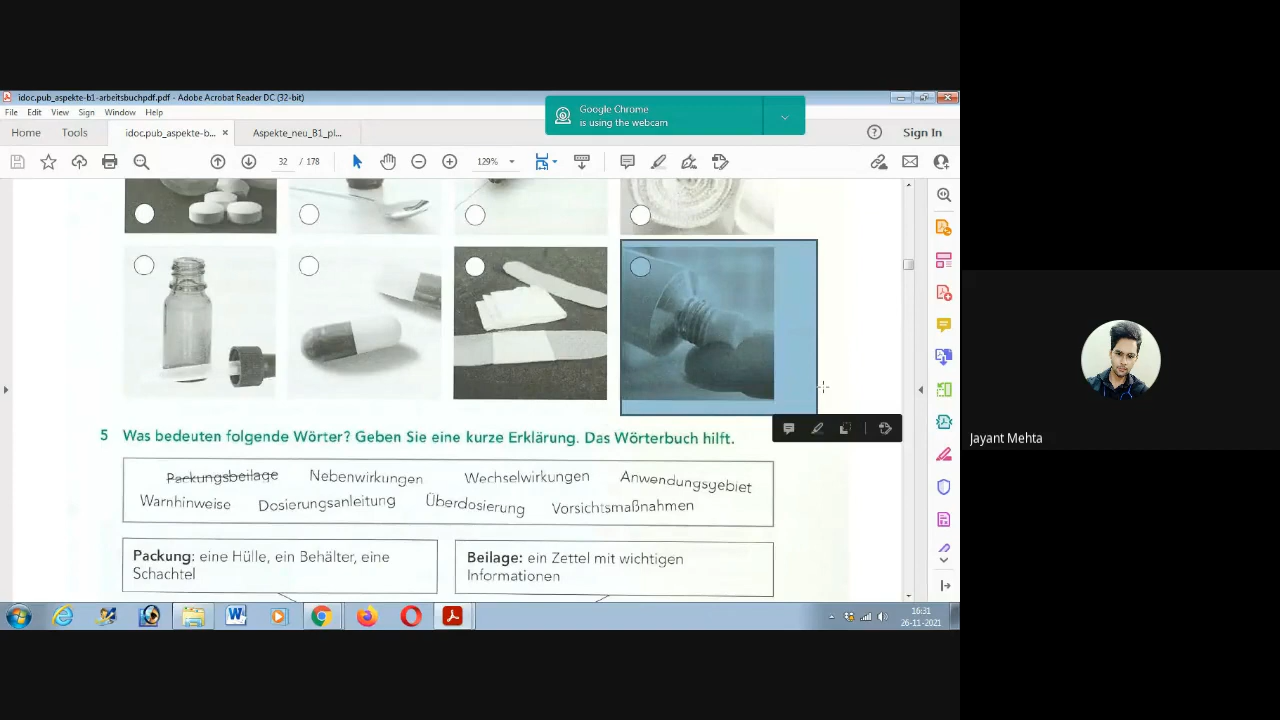 idoc.pub_aspekte-b1-arbeitsbuchpdf.pdf - Adobe Acrobat Reader DC (32-bit)
File Edit View Sign Window Help
Google Chrome
is using the webcam
Home Tools idoc.pub_aspekte-b... × Aspekte_neu_B1_pl... Sign In
32 / 178 129%
5 Was bedeuten folgende Wörter? Geben Sie eine kurze Erklärung. Das Wörterbuch hilft.
Packungsbeilage Nebenwirkungen Wechselwirkungen Anwendungsgebiet
Warnhinweise Dosierungsanleitung Überdosierung Vorsichtsmaßnahmen
Packung: eine Hülle, ein Behälter, eine
Schachtel
Beilage: ein Zettel mit wichtigen
Informationen
16:31
26-11-2021
Jayant Mehta